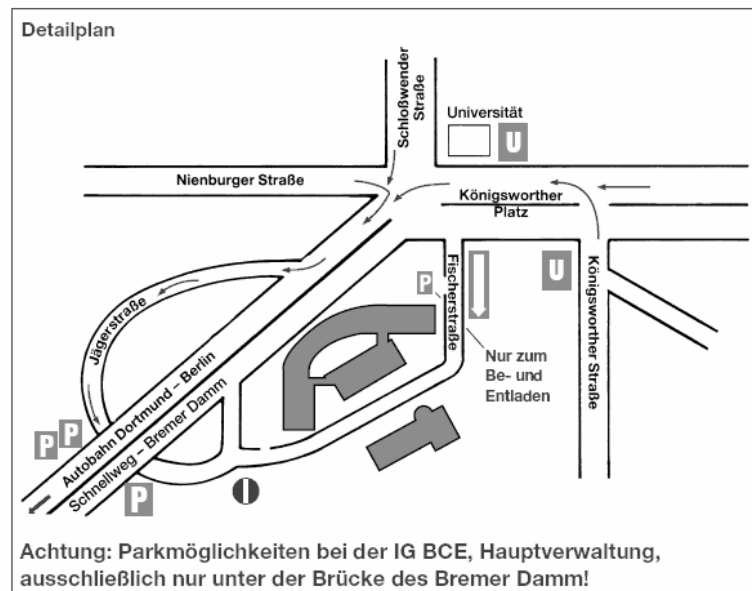 Detailplan
Schloßwender
Straße
Universität
U
Nienburger Straße
Königsworther
Platz
Fischerstraße
P
U
Königsworther Straße
Jägerstraße
Nur zum
Be- und
Entladen
Autobahn Dortmund – Berlin
Schnellweg – Bremer Damm
P
P
P
Achtung: Parkmöglichkeiten bei der IG BCE, Hauptverwaltung,
ausschließlich nur unter der Brücke des Bremer Damm!